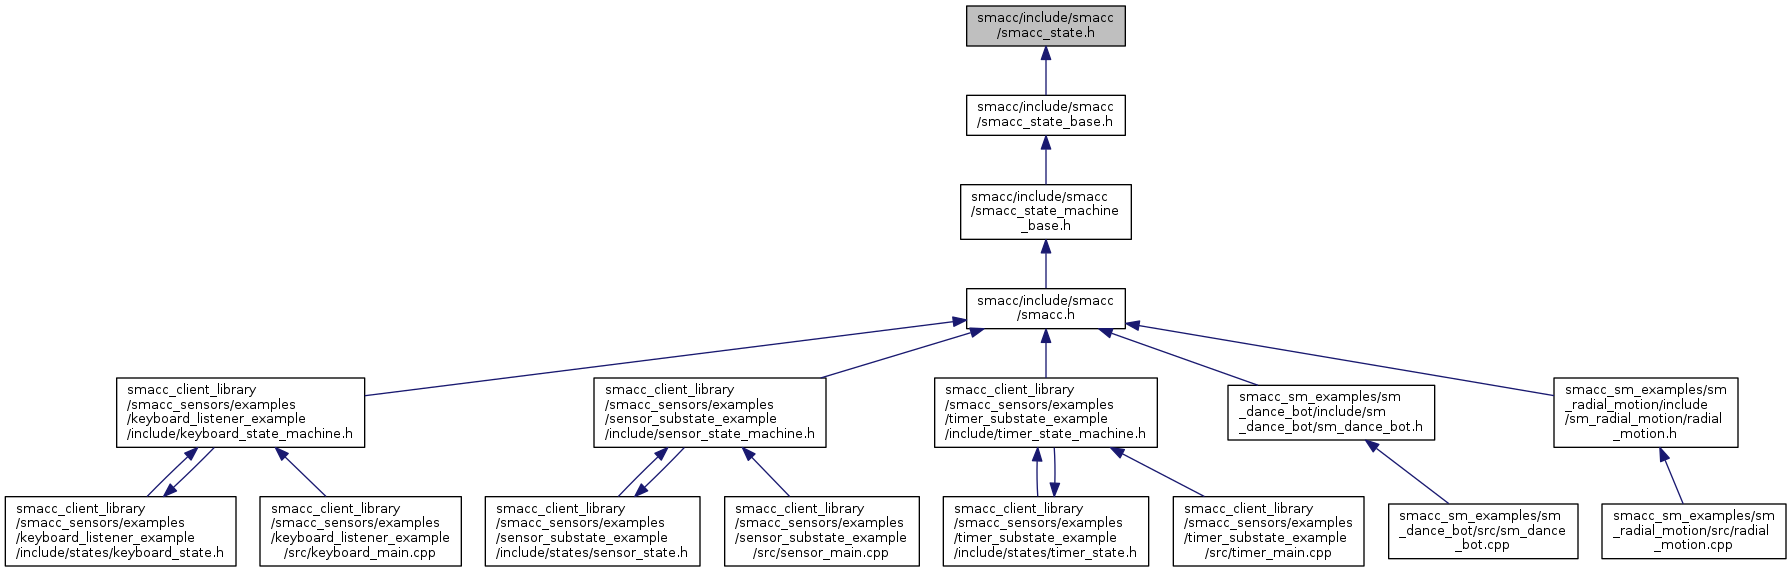 smacc/include/smacc
/smacc_state.h
smacc/include/smacc
/smacc_state_base.h
smacc/include/smacc
/smacc_state_machine
_base.h
smacc/include/smacc
/smacc.h
smacc_client_library
/smacc_sensors/examples
/keyboard_listener_example
/include/keyboard_state_machine.h
smacc_client_library
/smacc_sensors/examples
/sensor_substate_example
/include/sensor_state_machine.h
smacc_client_library
/smacc_sensors/examples
/timer_substate_example
/include/timer_state_machine.h
smacc_sm_examples/sm
_dance_bot/include/sm
_dance_bot/sm_dance_bot.h
smacc_sm_examples/sm
_radial_motion/include
/sm_radial_motion/radial
_motion.h
smacc_client_library
/smacc_sensors/examples
/keyboard_listener_example
/include/states/keyboard_state.h
smacc_client_library
/smacc_sensors/examples
/keyboard_listener_example
/src/keyboard_main.cpp
smacc_client_library
/smacc_sensors/examples
/sensor_substate_example
/include/states/sensor_state.h
smacc_client_library
/smacc_sensors/examples
/sensor_substate_example
/src/sensor_main.cpp
smacc_client_library
/smacc_sensors/examples
/timer_substate_example
/include/states/timer_state.h
smacc_client_library
/smacc_sensors/examples
/timer_substate_example
/src/timer_main.cpp
smacc_sm_examples/sm
_dance_bot/src/sm_dance
_bot.cpp
smacc_sm_examples/sm
_radial_motion/src/radial
_motion.cpp